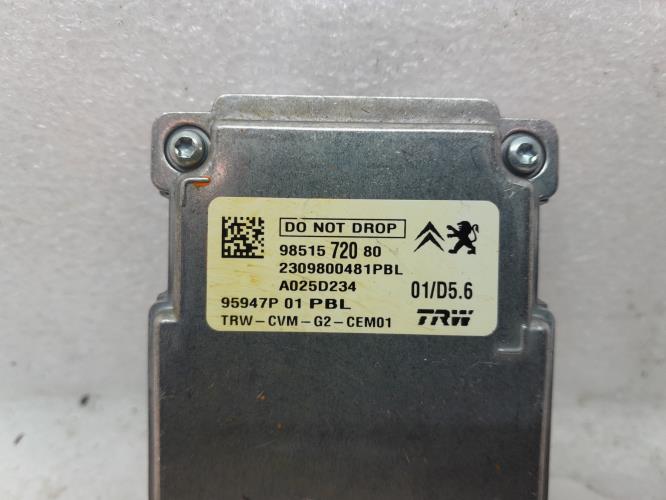 DO NOT DROP
98515 720 80
2309800481PBL
A025D234
01/D5.6
95947P 01 PBL
TRW-CVM-G2-CEM01
TRW